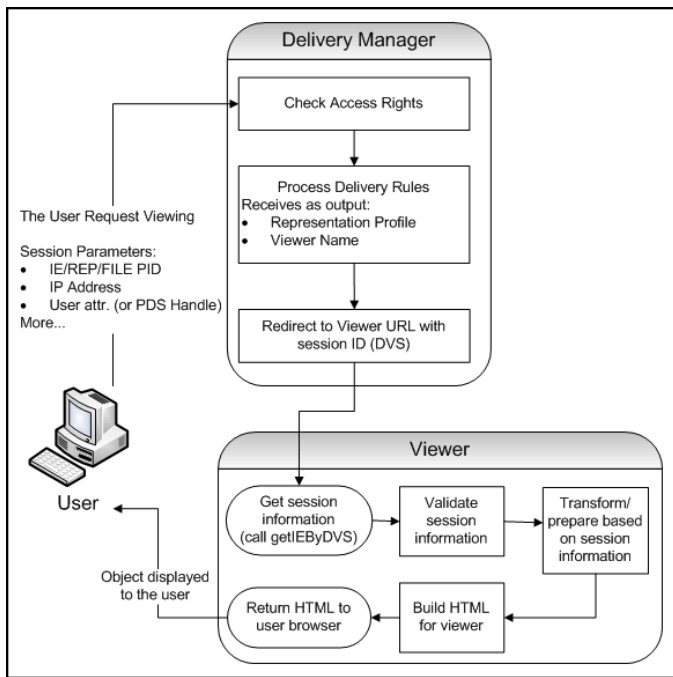 Delivery Manager
Check Access Rights
Process Delivery Rules
Receives as output:
• Representation Profile
• Viewer Name
Redirect to Viewer URL with
session ID (DVS)
The User Request Viewing
Session Parameters:
• IE/REP/FILE PID
• IP Address
• User attr. (or PDS Handle)
More...
User
Viewer
Get session
information
(call getIEByDVS)
Validate
session
information
Transform/
prepare based
on session
information
Build HTML
for viewer
Return HTML to
user browser
Object displayed
to the user